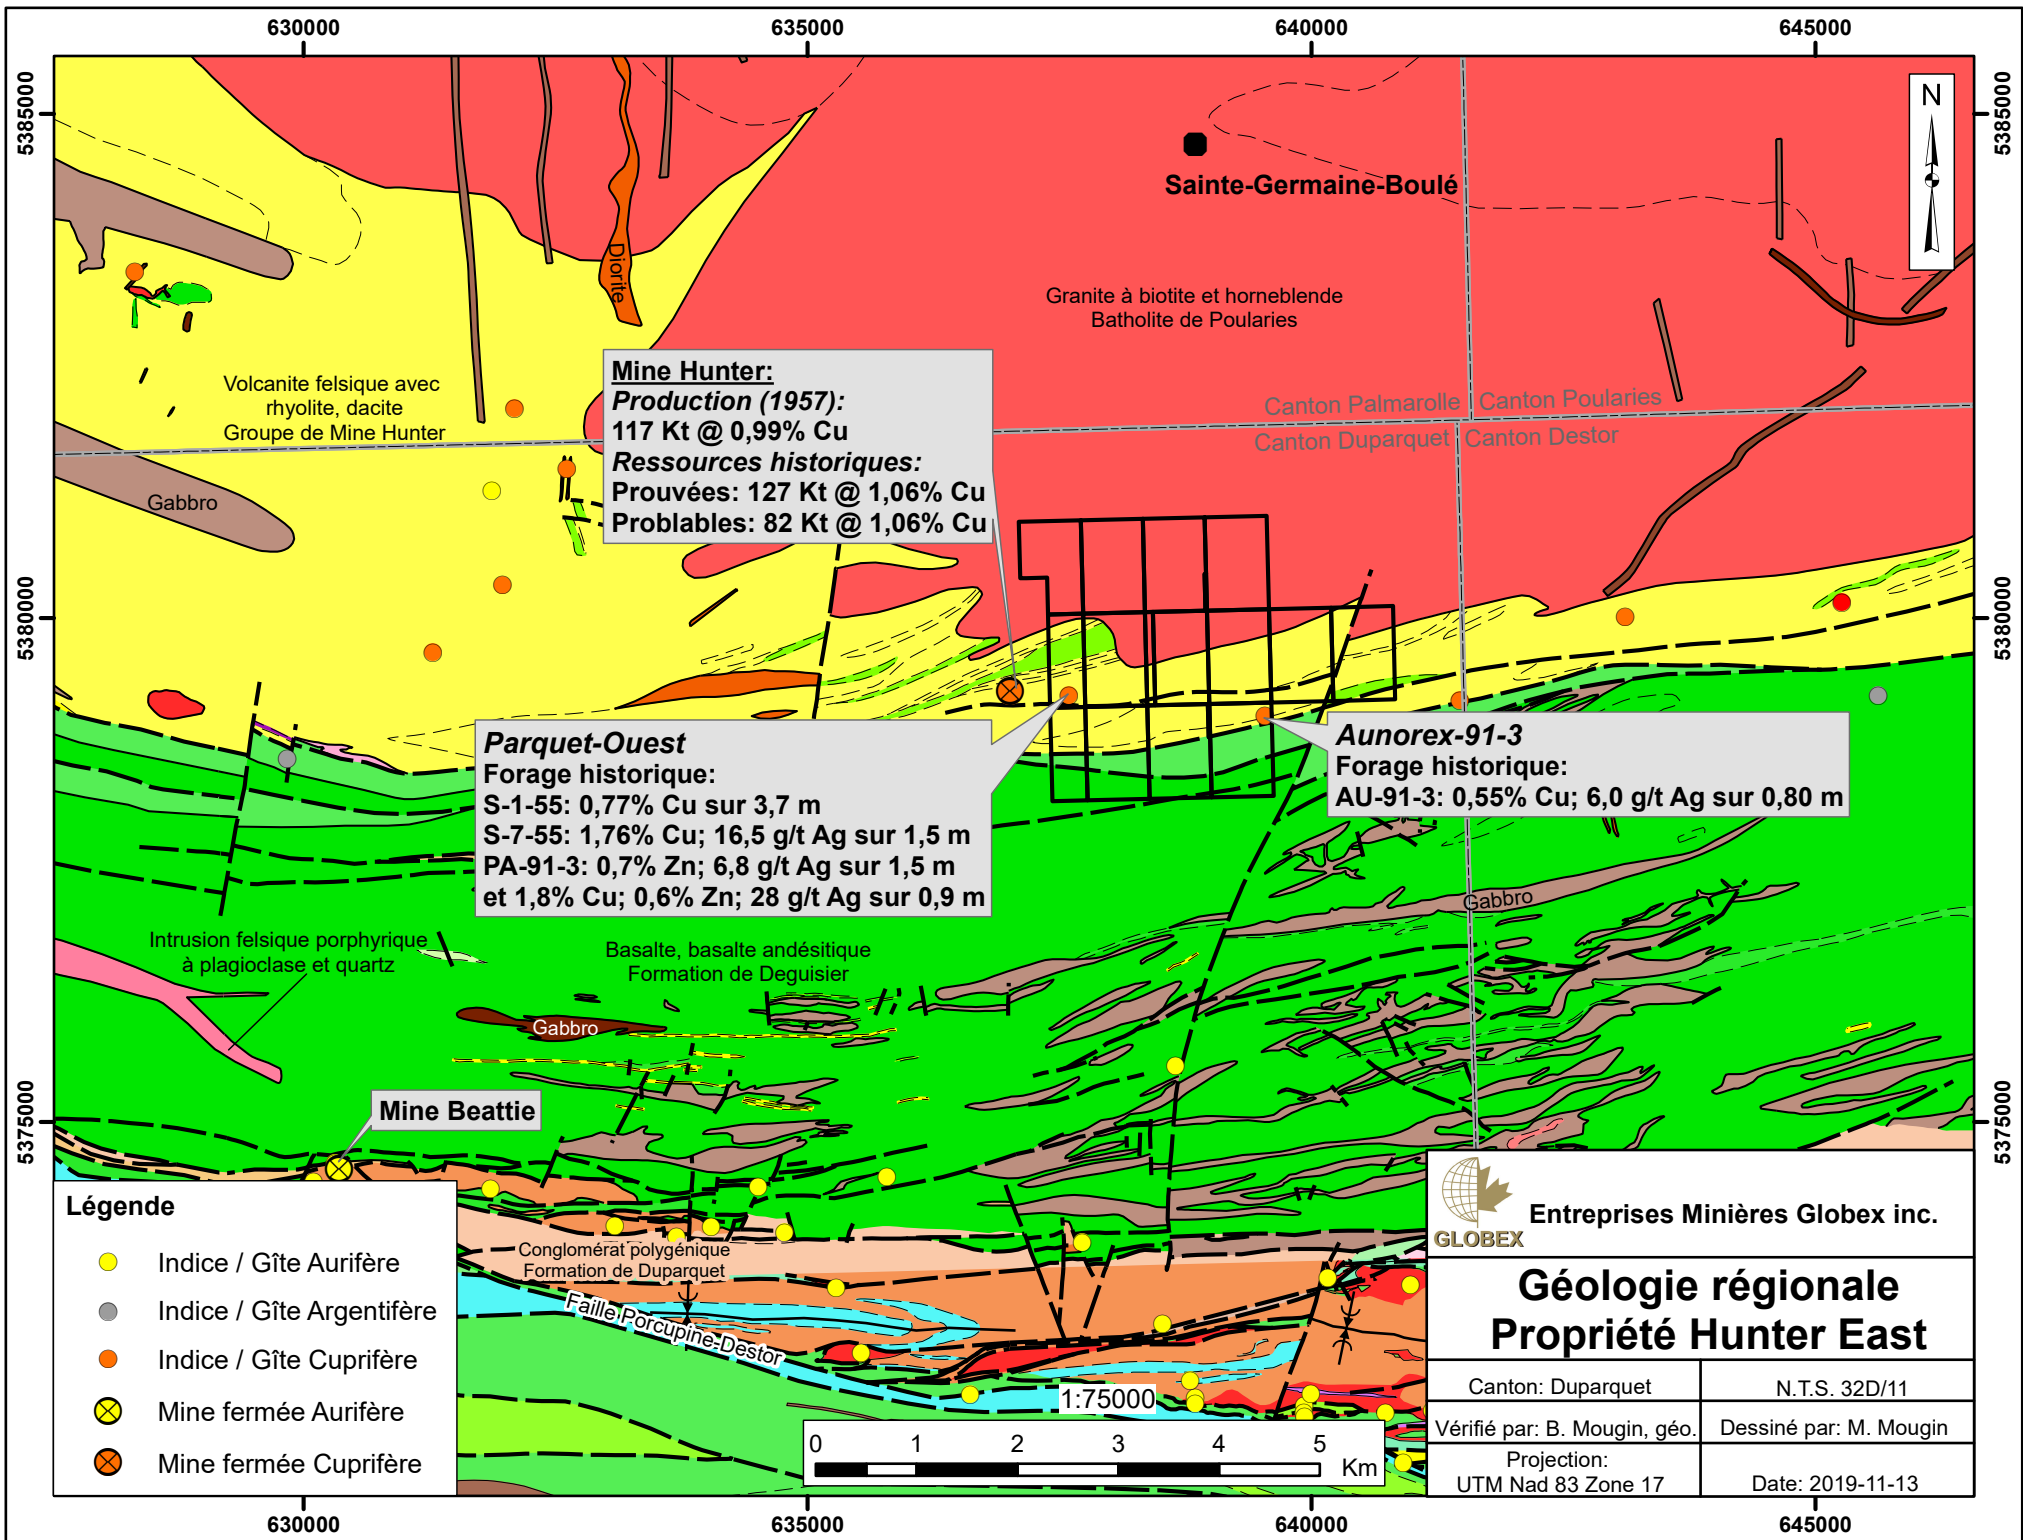 630000
635000
640000
645000
5385000
5385000
N
Sainte-Germaine-Boulé
Diorite
Granite à biotite et horneblende
Batholite de Poularies
Mine Hunter:
Production (1957):
117 Kt @ 0,99% Cu
Ressources historiques:
Prouvées: 127 Kt @ 1,06% Cu
Problables: 82 Kt @ 1,06% Cu
Volcanite felsique avec
rhyolite, dacite
Groupe de Mine Hunter
Canton Palmarolle
Canton Poularies
Canton Duparquet
Canton Destor
Gabbro
5380000
5380000
Parquet-Ouest
Forage historique:
S-1-55: 0,77% Cu sur 3,7 m
S-7-55: 1,76% Cu; 16,5 g/t Ag sur 1,5 m
PA-91-3: 0,7% Zn; 6,8 g/t Ag sur 1,5 m
et 1,8% Cu; 0,6% Zn; 28 g/t Ag sur 0,9 m
Aunorex-91-3
Forage historique:
AU-91-3: 0,55% Cu; 6,0 g/t Ag sur 0,80 m
Gabbro
Intrusion felsique porphyrique
à plagioclase et quartz
Basalte, basalte andésitique
Formation de Deguisier
Gabbro
5375000
5375000
Mine Beattie
Conglomérat polygénique
Formation de Duparquet
Faille Porcupine-Destor
Légende
Indice / Gîte Aurifère
Indice / Gîte Argentifère
Indice / Gîte Cuprifère
Mine fermée Aurifère
Mine fermée Cuprifère
1:75000
0 1 2 3 4 5
Km
GLOBEX
Entreprises Minières Globex inc.
Géologie régionale
Propriété Hunter East
Canton: Duparquet
N.T.S. 32D/11
Vérifié par: B. Mougin, géo.
Dessiné par: M. Mougin
Projection:
UTM Nad 83 Zone 17
Date: 2019-11-13
630000
635000
640000
645000